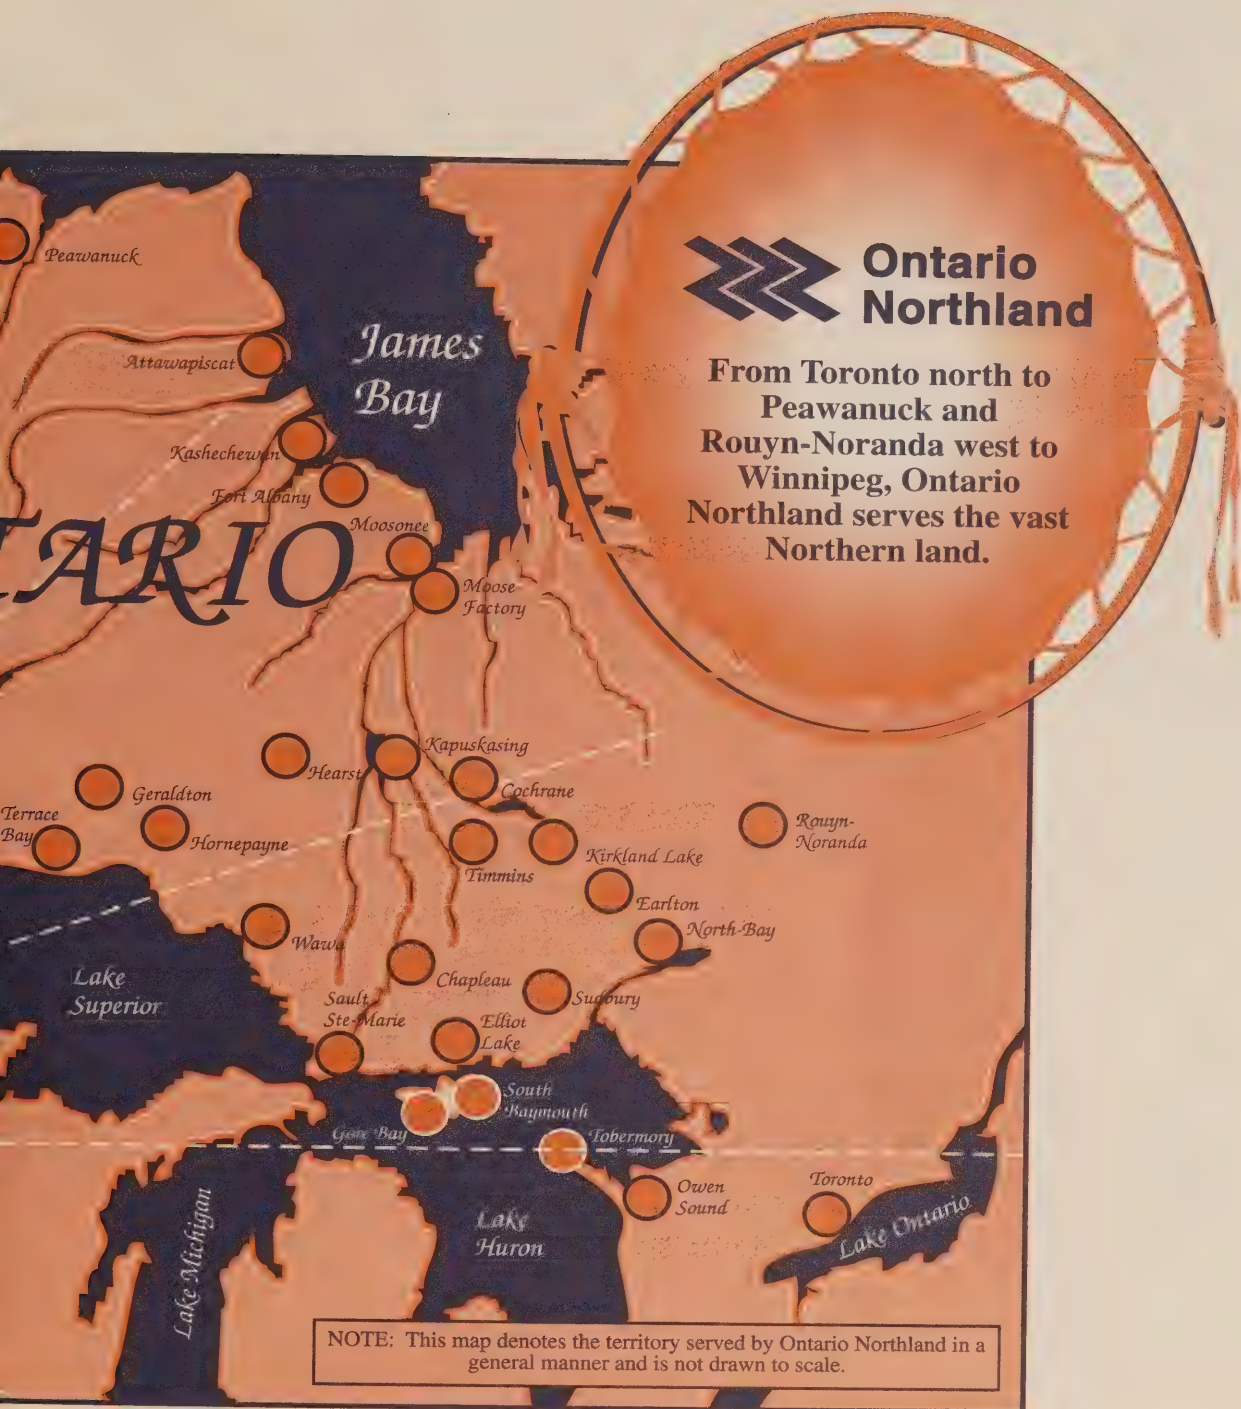 Ontario
Northland
From Toronto north to
Peawanuck and
Rouyn-Noranda west to
Winnipeg, Ontario
Northland serves the vast
Northern land.
Peawanuck
James
Bay
Attawapiscat
Kashechewan
Fort Albany
TARIO
Moosonee
Moose
Factory
Kapuskasing
Hearst
Cochrane
Geraldton
Terrace
Bay
Hornepayne
Rouyn-
Noranda
Kirkland Lake
Timmins
Earlton
North-Bay
Wawa
Lake
Superior
Chapleau
Sudbury
Sault
Ste-Marie
Elliot
Lake
South
Baymouth
Gore Bay
Tobermory
Owen
Sound
Toronto
Lake Ontario
Lake Michigan
Lake
Huron
NOTE: This map denotes the territory served by Ontario Northland in a
general manner and is not drawn to scale.